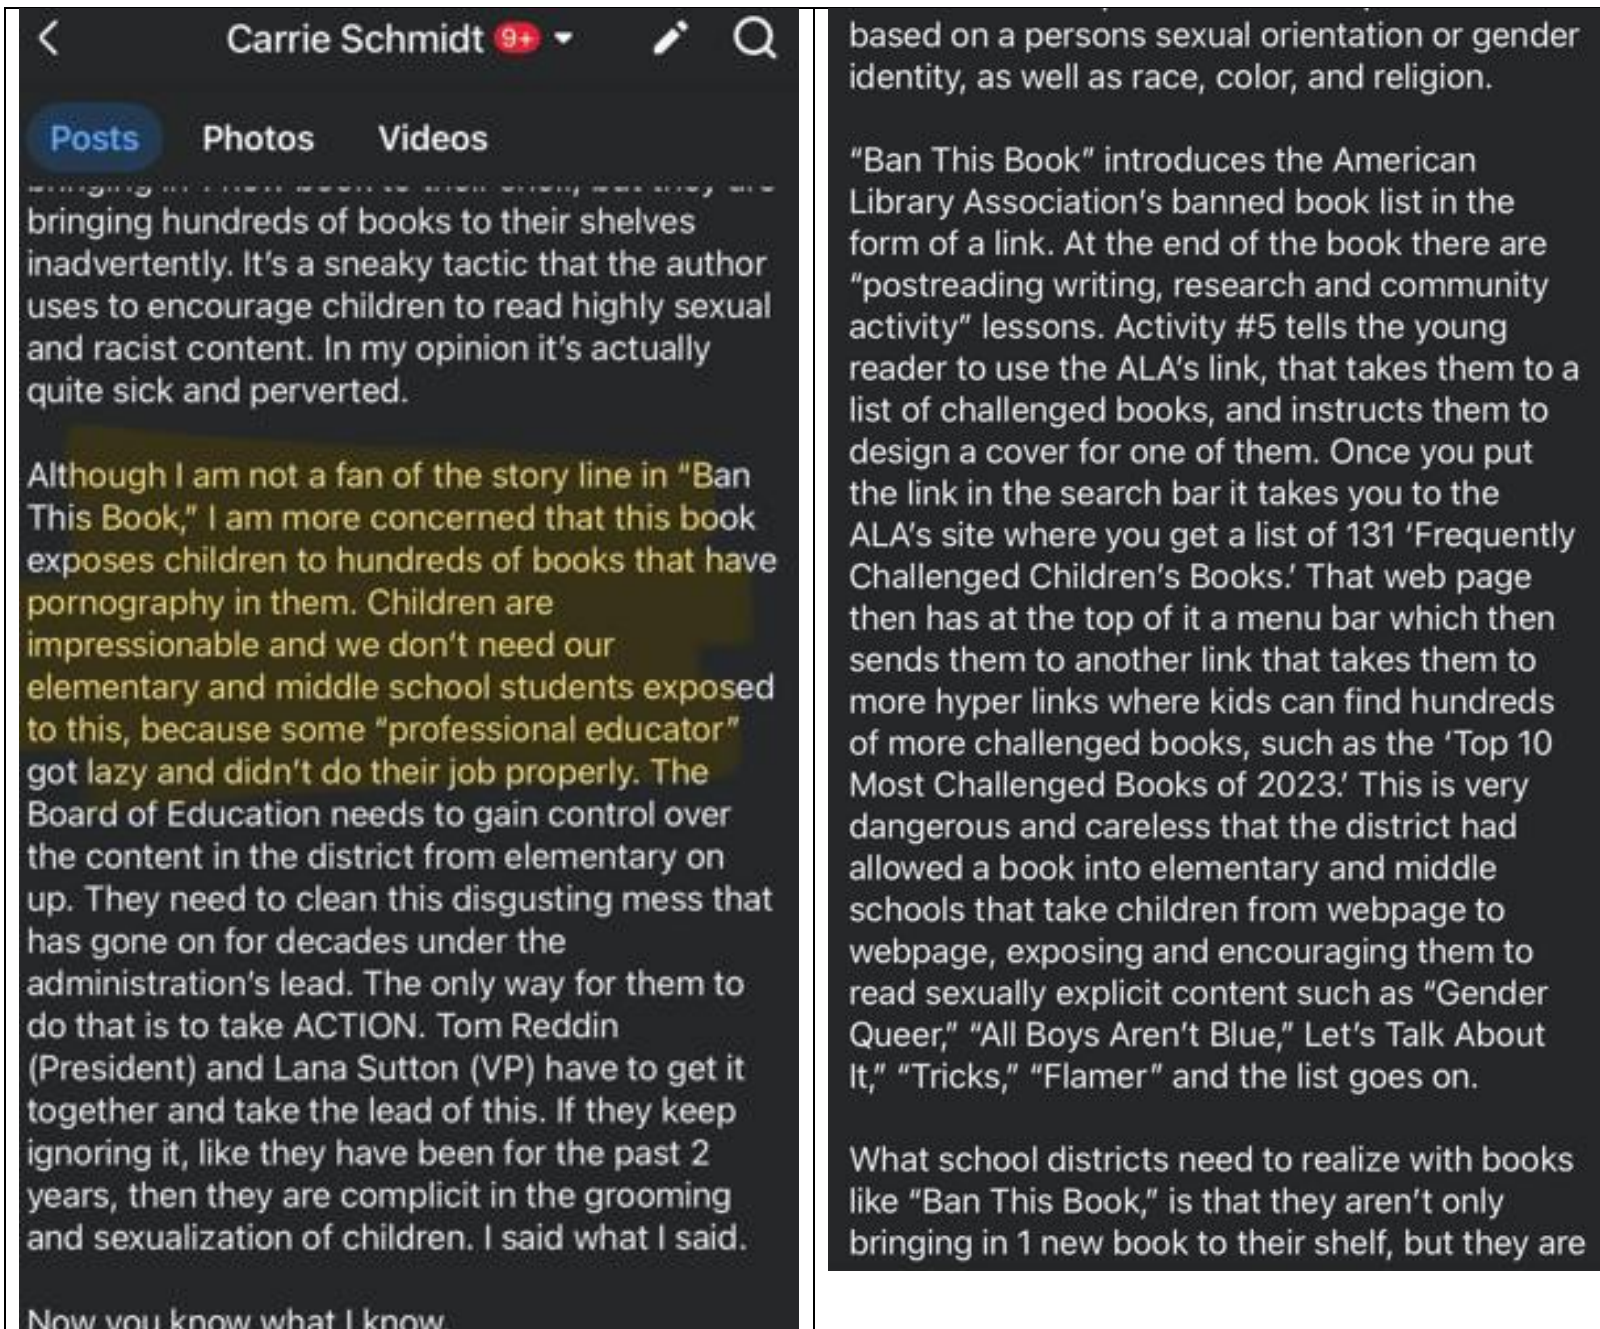 Carrie Schmidt 9+
Posts Photos Videos
bringing hundreds of books to their shelves
inadvertently. It's a sneaky tactic that the author
uses to encourage children to read highly sexual
and racist content. In my opinion it's actually
quite sick and perverted.
Although I am not a fan of the story line in “Ban
This Book,” I am more concerned that this book
exposes children to hundreds of books that have
pornography in them. Children are
impressionable and we don't need our
elementary and middle school students exposed
to this, because some “professional educator”
got lazy and didn't do their job properly. The
Board of Education needs to gain control over
the content in the district from elementary on
up. They need to clean this disgusting mess that
has gone on for decades under the
administration's lead. The only way for them to
do that is to take ACTION. Tom Reddin
(President) and Lana Sutton (VP) have to get it
together and take the lead of this. If they keep
ignoring it, like they have been for the past 2
years, then they are complicit in the grooming
and sexualization of children. I said what I said.
Now you know what I know
based on a persons sexual orientation or gender
identity, as well as race, color, and religion.
“Ban This Book” introduces the American
Library Association's banned book list in the
form of a link. At the end of the book there are
“postreading writing, research and community
activity” lessons. Activity #5 tells the young
reader to use the ALA's link, that takes them to a
list of challenged books, and instructs them to
design a cover for one of them. Once you put
the link in the search bar it takes you to the
ALA's site where you get a list of 131 ‘Frequently
Challenged Children's Books.’ That web page
then has at the top of it a menu bar which then
sends them to another link that takes them to
more hyper links where kids can find hundreds
of more challenged books, such as the ‘Top 10
Most Challenged Books of 2023.’ This is very
dangerous and careless that the district had
allowed a book into elementary and middle
schools that take children from webpage to
webpage, exposing and encouraging them to
read sexually explicit content such as “Gender
Queer,” “All Boys Aren't Blue,” Let's Talk About
It,” “Tricks,” “Flamer” and the list goes on.
What school districts need to realize with books
like “Ban This Book,” is that they aren't only
bringing in 1 new book to their shelf, but they are